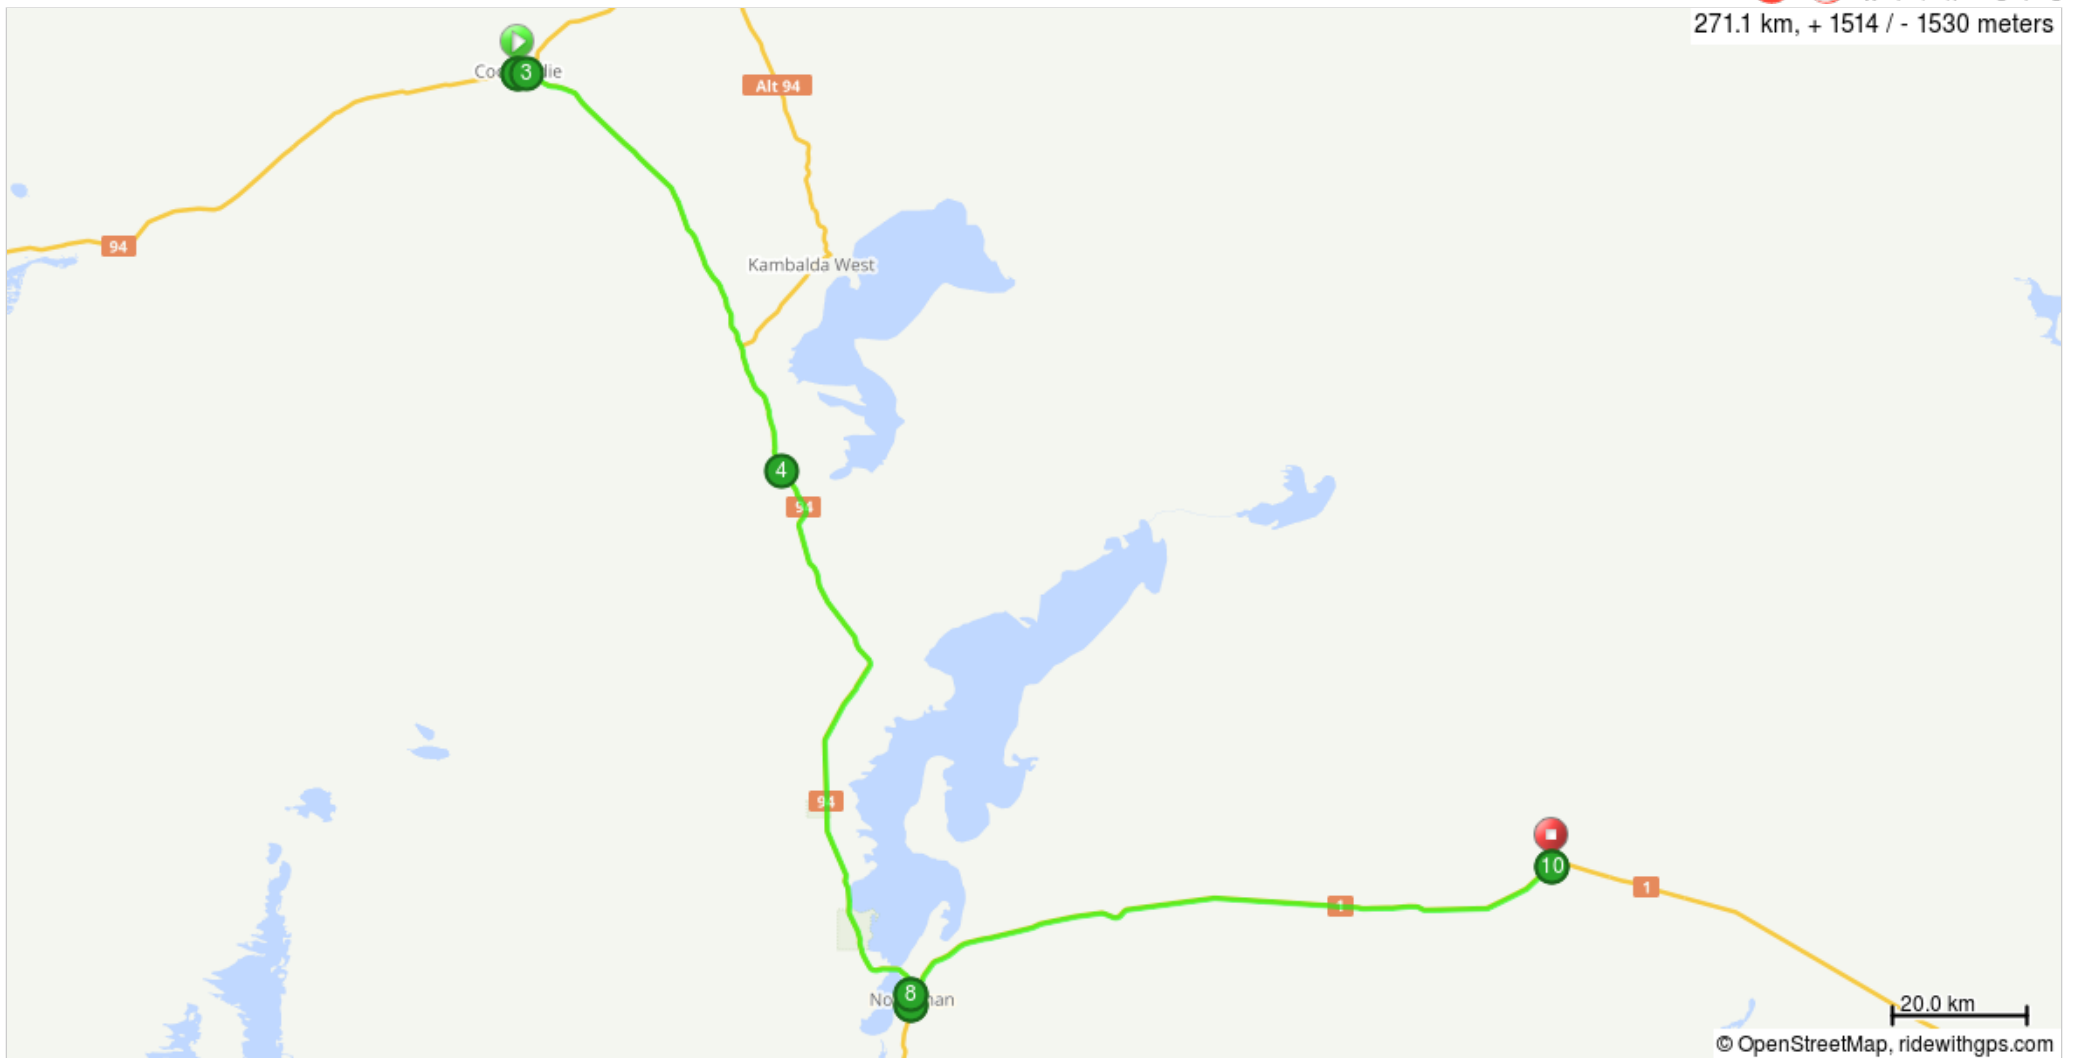 271.1 km, + 1514 / - 1530 meters
3
Alt 94
94
Kambalda West
4
94
94
10
1
1
8
20.0 km
© OpenStreetMap, ridewithgps.com